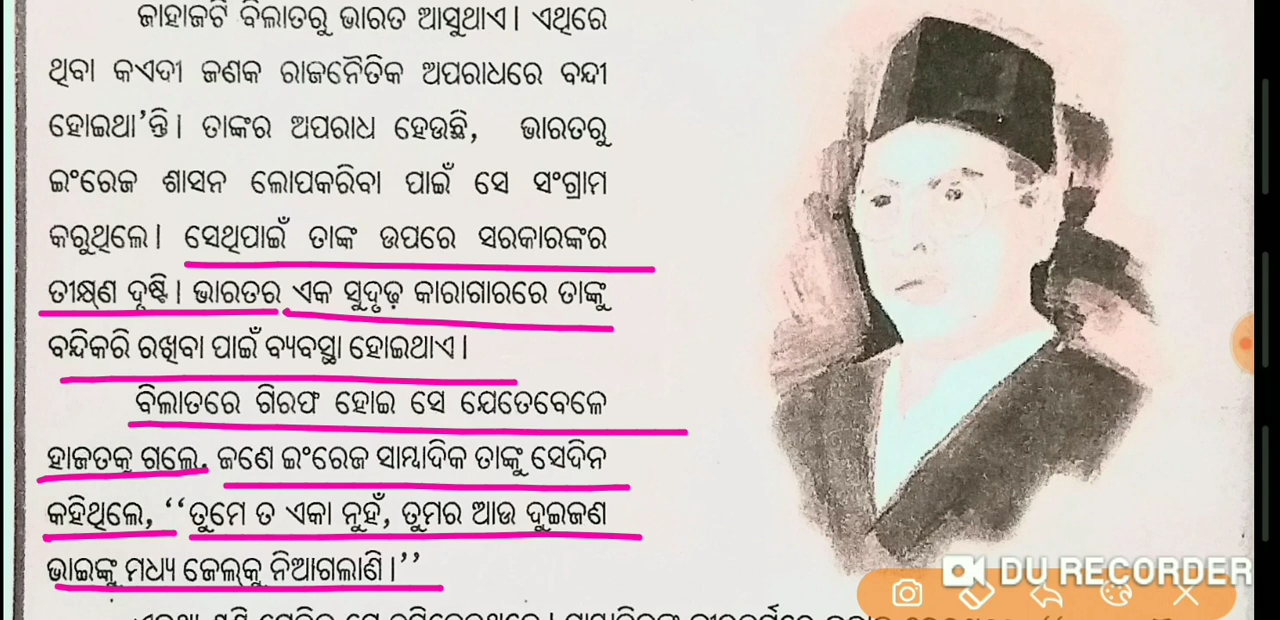 ଜାହାଜଟି ବିଲାତରୁ ଭାରତ ଆସୁଥାଏ। ଏଥିରେ
ଥିବା କଏଦୀ ଜଣକ ରାଜନୈତିକ ଅପରାଧରେ ବନ୍ଦୀ
ହୋଇଥା’ନ୍ତି। ତାଙ୍କର ଅପରାଧ ହେଉଛି, ଭାରତରୁ
ଇଂରେଜ ଶାସନ ଲୋପକରିବା ପାଇଁ ସେ ସଂଗ୍ରାମ
କରୁଥିଲେ। ସେଥିପାଇଁ ତାଙ୍କ ଉପରେ ସରକାରଙ୍କର
ତୀକ୍ଷ୍ଣ ଦୃଷ୍ଟି। ଭାରତର ଏକ ସୁଦୃଢ଼ କାରାଗାରରେ ତାଙ୍କୁ
ବନ୍ଦିକରି ରଖିବା ପାଇଁ ବ୍ୟବସ୍ଥା ହୋଇଥାଏ।
ବିଲାତରେ ଗିରଫ ହୋଇ ସେ ଯେତେବେଳେ
ହାଜତକୁ ଗଲେ, ଜଣେ ଇଂରେଜ ସାମ୍ବାଦିକ ତାଙ୍କୁ ସେଦିନ
କହିଥିଲେ, ‘‘ତୁମେ ତ ଏକା ନୁହଁ, ତୁମର ଆଉ ଦୁଇଜଣ
ଭାଇଙ୍କୁ ମଧ୍ୟ ଜେଲ୍‌କୁ ନିଆଗଲାଣି।’’
DU RECORDER